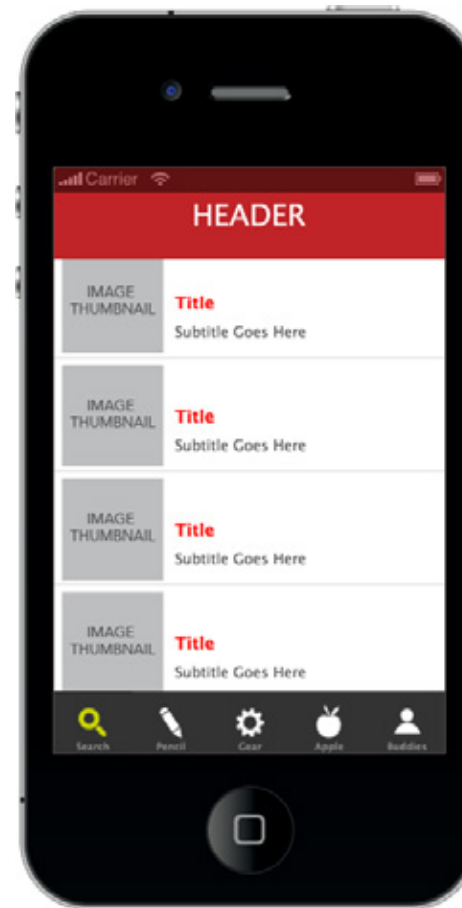 Carrier
HEADER
IMAGE
THUMBNAIL
Title
Subtitle Goes Here
IMAGE
THUMBNAIL
Title
Subtitle Goes Here
IMAGE
THUMBNAIL
Title
Subtitle Goes Here
IMAGE
THUMBNAIL
Title
Subtitle Goes Here
Search Pencil Gear Apple Buddies